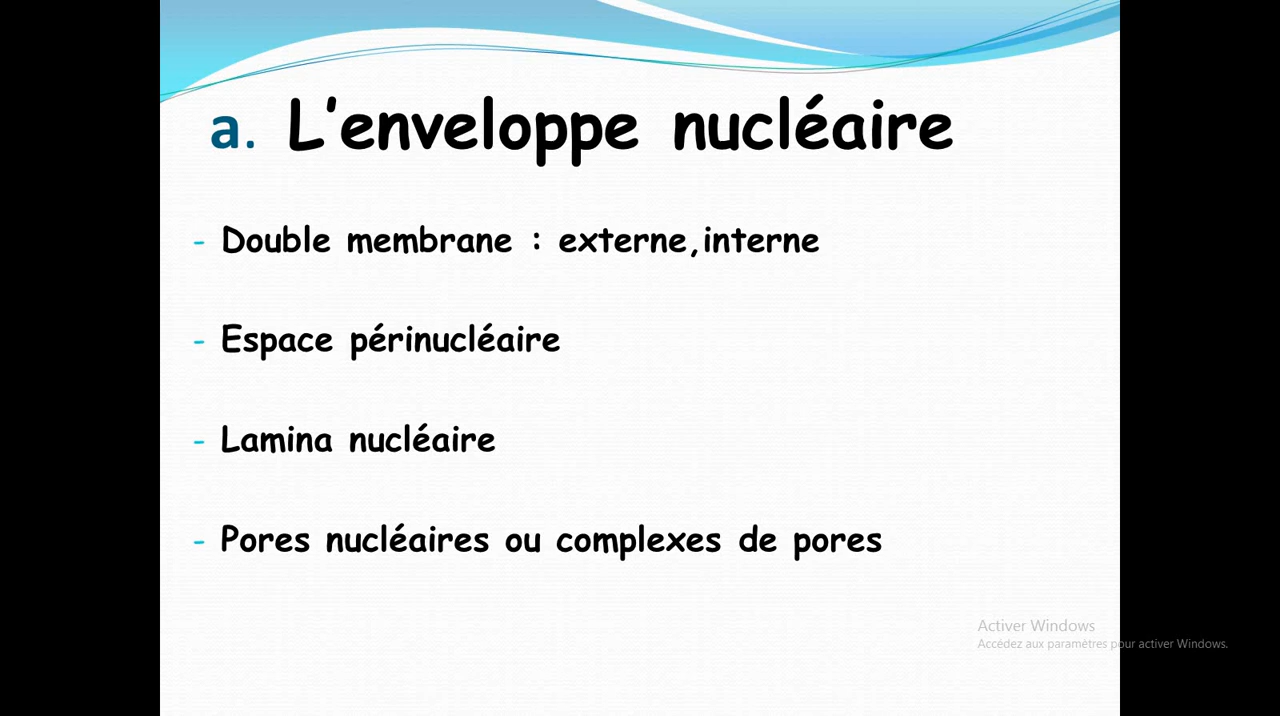 a. L'enveloppe nucléaire
- Double membrane : externe,interne
- Espace périnucléaire
- Lamina nucléaire
- Pores nucléaires ou complexes de pores
Activer Windows
Accédez aux paramètres pour activer Windows.